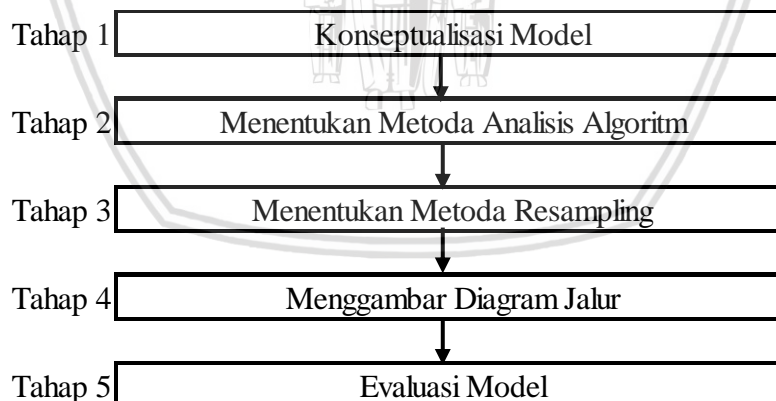 Tahap 1 Konseptualisasi Model
Tahap 2 Menentukan Metoda Analisis Algoritm
Tahap 3 Menentukan Metoda Resampling
Tahap 4 Menggambar Diagram Jalur
Tahap 5 Evaluasi Model